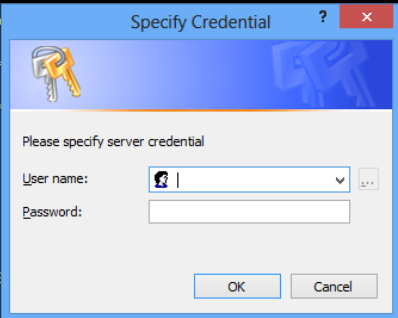 Specify Credential ?
Please specify server credential
User name:
...
Password:
OK Cancel